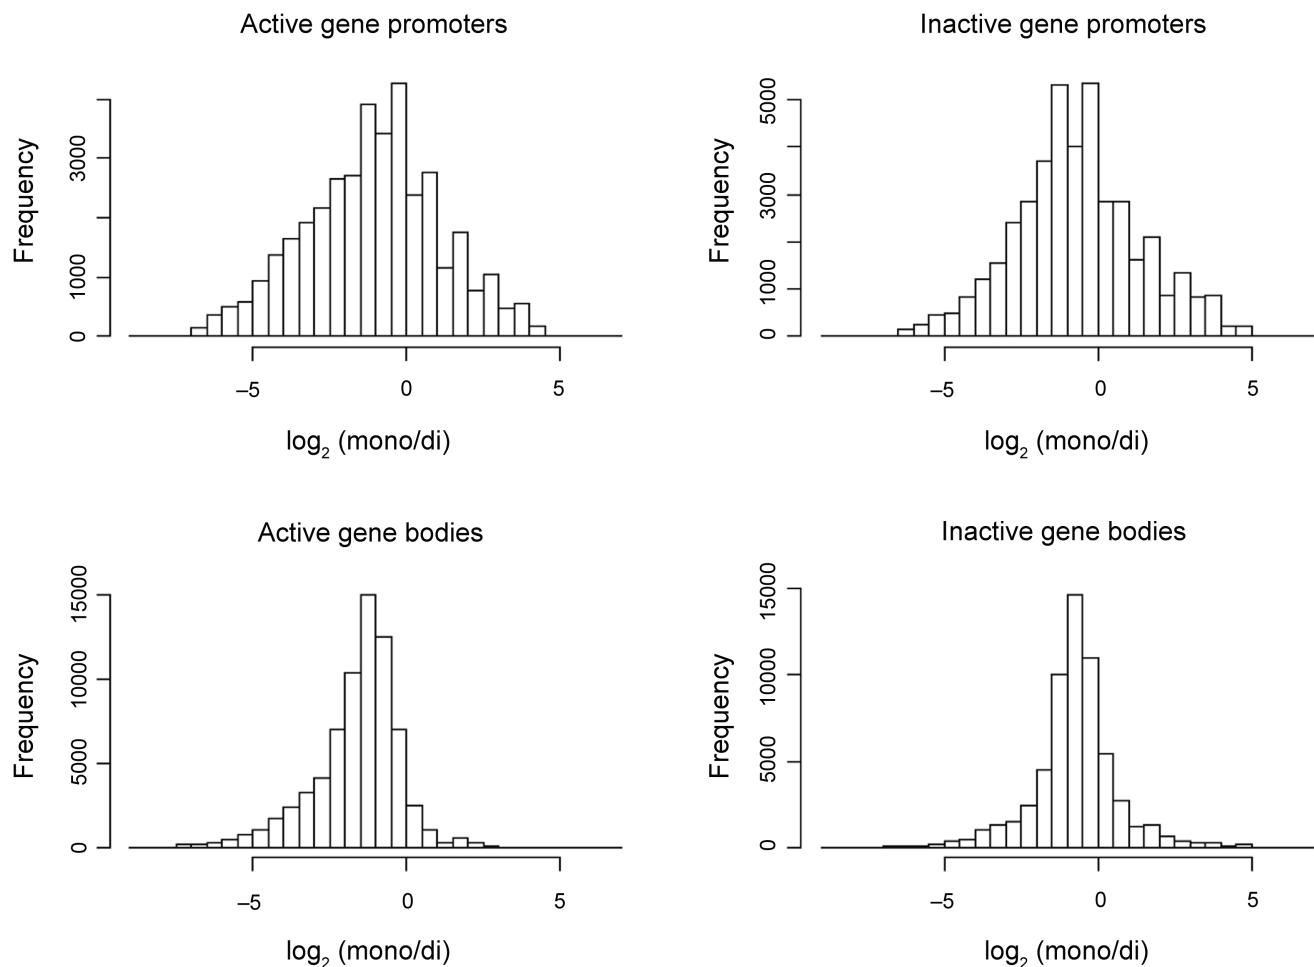 Active gene promoters
Frequency
0
1000
3000
–5
0
5
log2 (mono/di)
Inactive gene promoters
Frequency
0
1000
3000
5000
–5
0
5
log2 (mono/di)
Active gene bodies
Frequency
0
5000
10000
15000
–5
0
5
log2 (mono/di)
Inactive gene bodies
Frequency
0
5000
10000
15000
–5
0
5
log2 (mono/di)